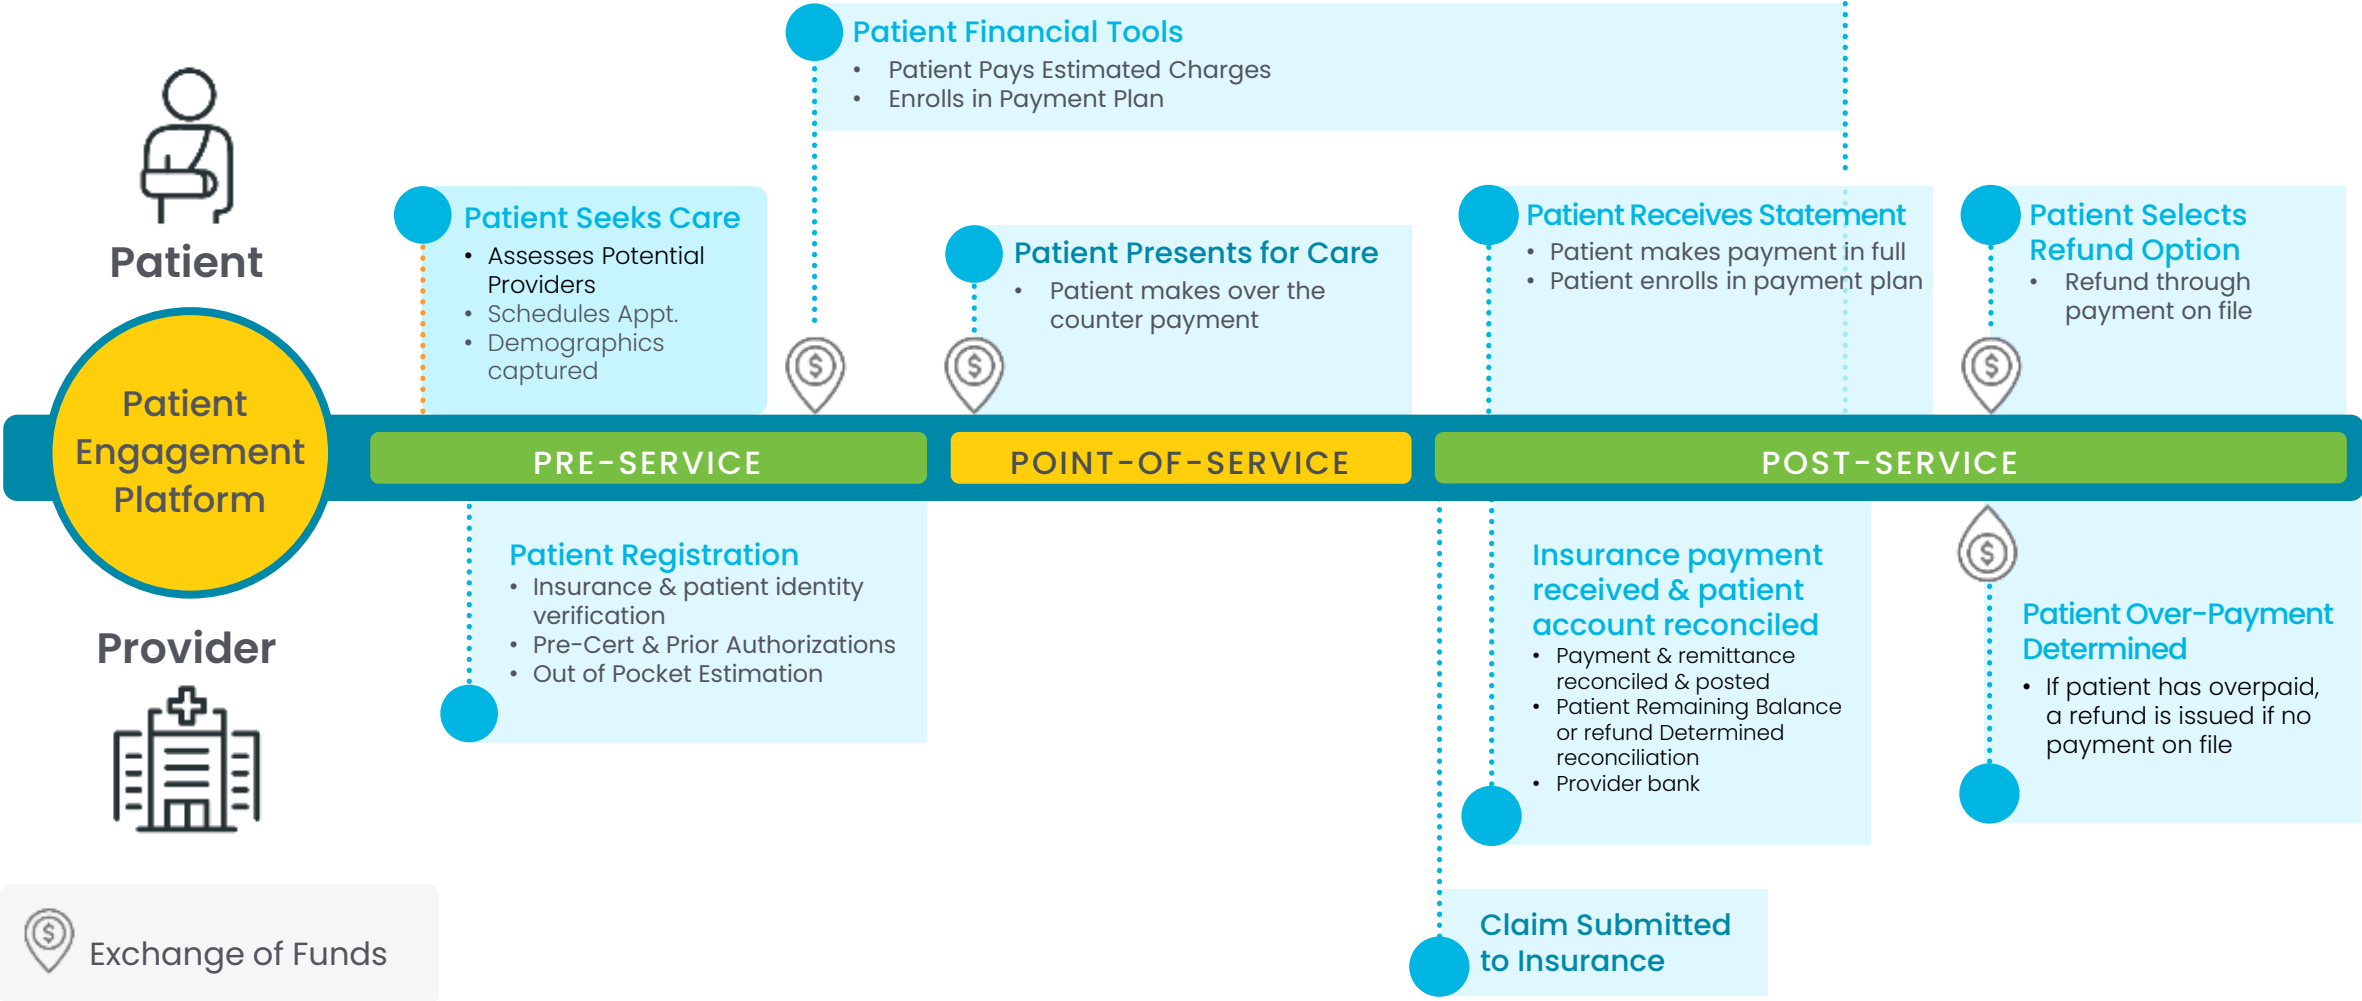 Patient Financial Tools
• Patient Pays Estimated Charges
• Enrolls in Payment Plan
Patient
Patient Seeks Care
• Assesses Potential
Providers
• Schedules Appt.
• Demographics
captured
Patient Presents for Care
• Patient makes over the
counter payment
Patient Receives Statement
• Patient makes payment in full
• Patient enrolls in payment plan
Patient Selects
Refund Option
• Refund through
payment on file
$
$
$
Patient
Engagement
Platform
PRE-SERVICE
POINT-OF-SERVICE
POST-SERVICE
Provider
Patient Registration
• Insurance & patient identity
verification
• Pre-Cert & Prior Authorizations
• Out of Pocket Estimation
Insurance payment
received & patient
account reconciled
• Payment & remittance
reconciled & posted
• Patient Remaining Balance
or refund Determined
reconciliation
• Provider bank
$
Patient Over-Payment
Determined
• If patient has overpaid,
a refund is issued if no
payment on file
Claim Submitted
to Insurance
$
Exchange of Funds